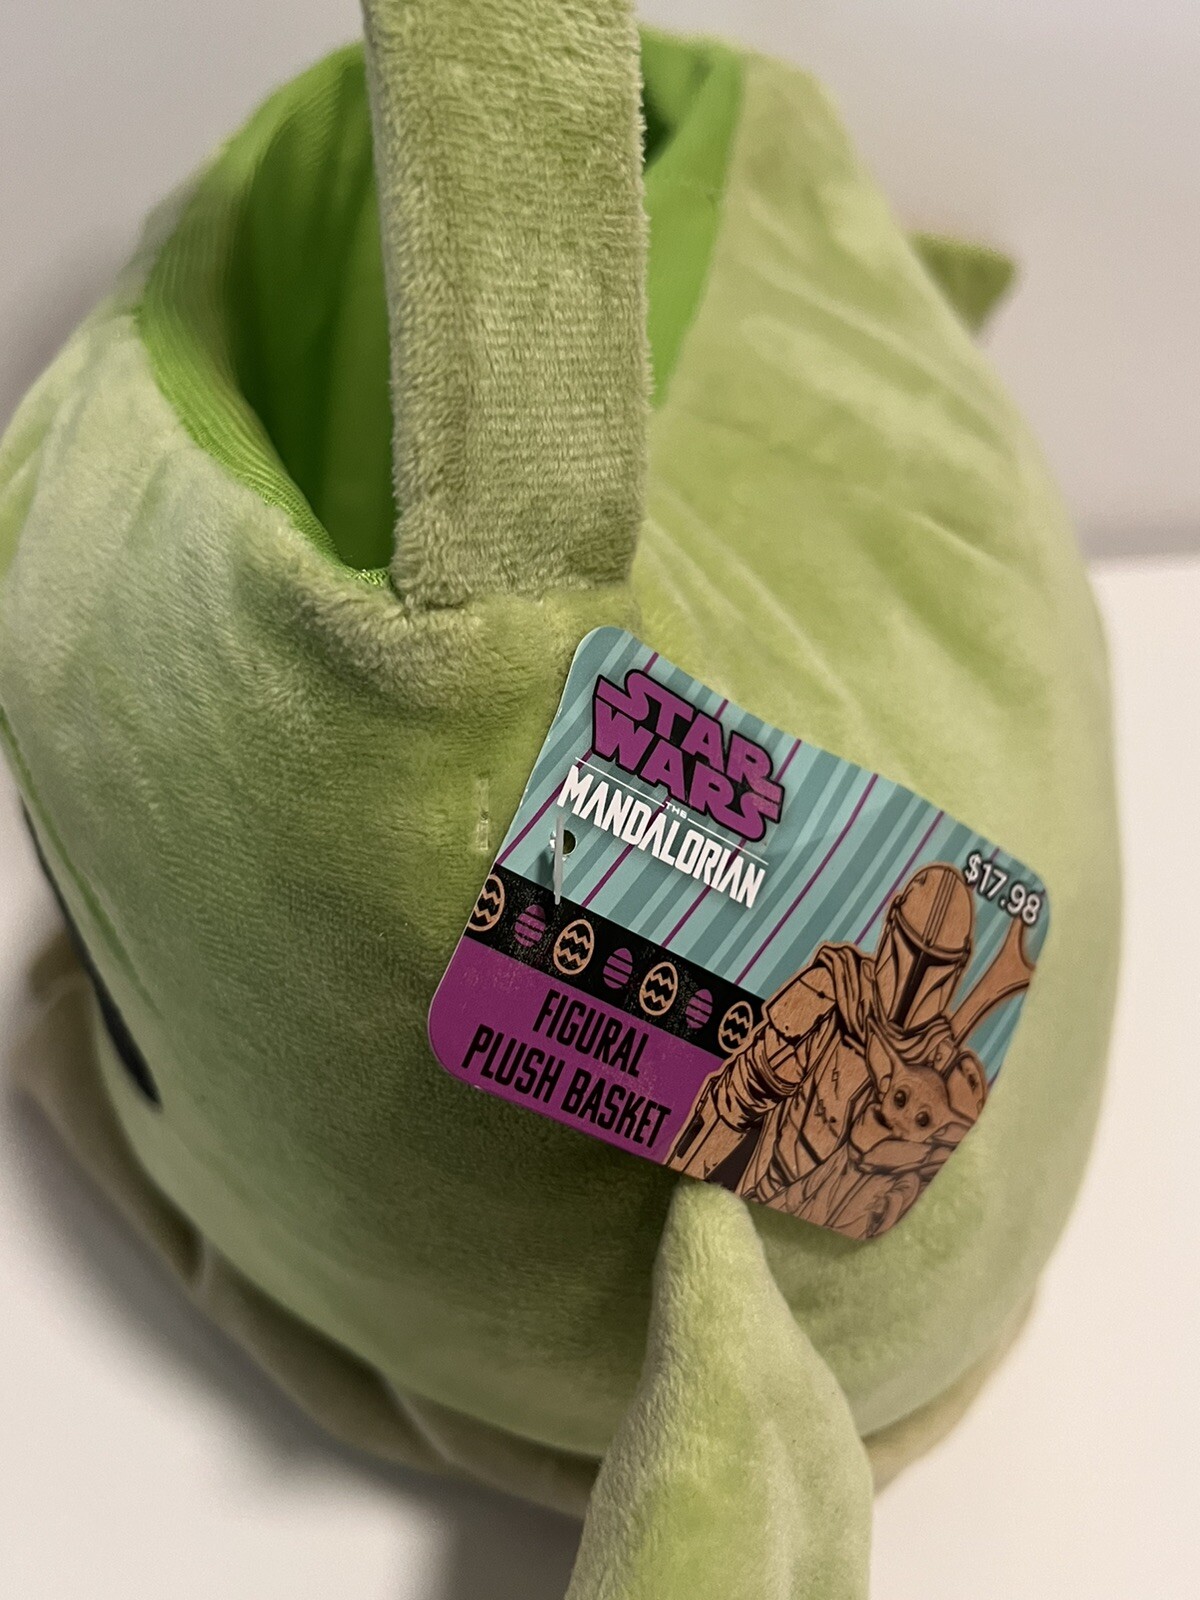 STAR
WARS
THE
MANDALORIAN
$17.98
FIGURAL
PLUSH BASKET